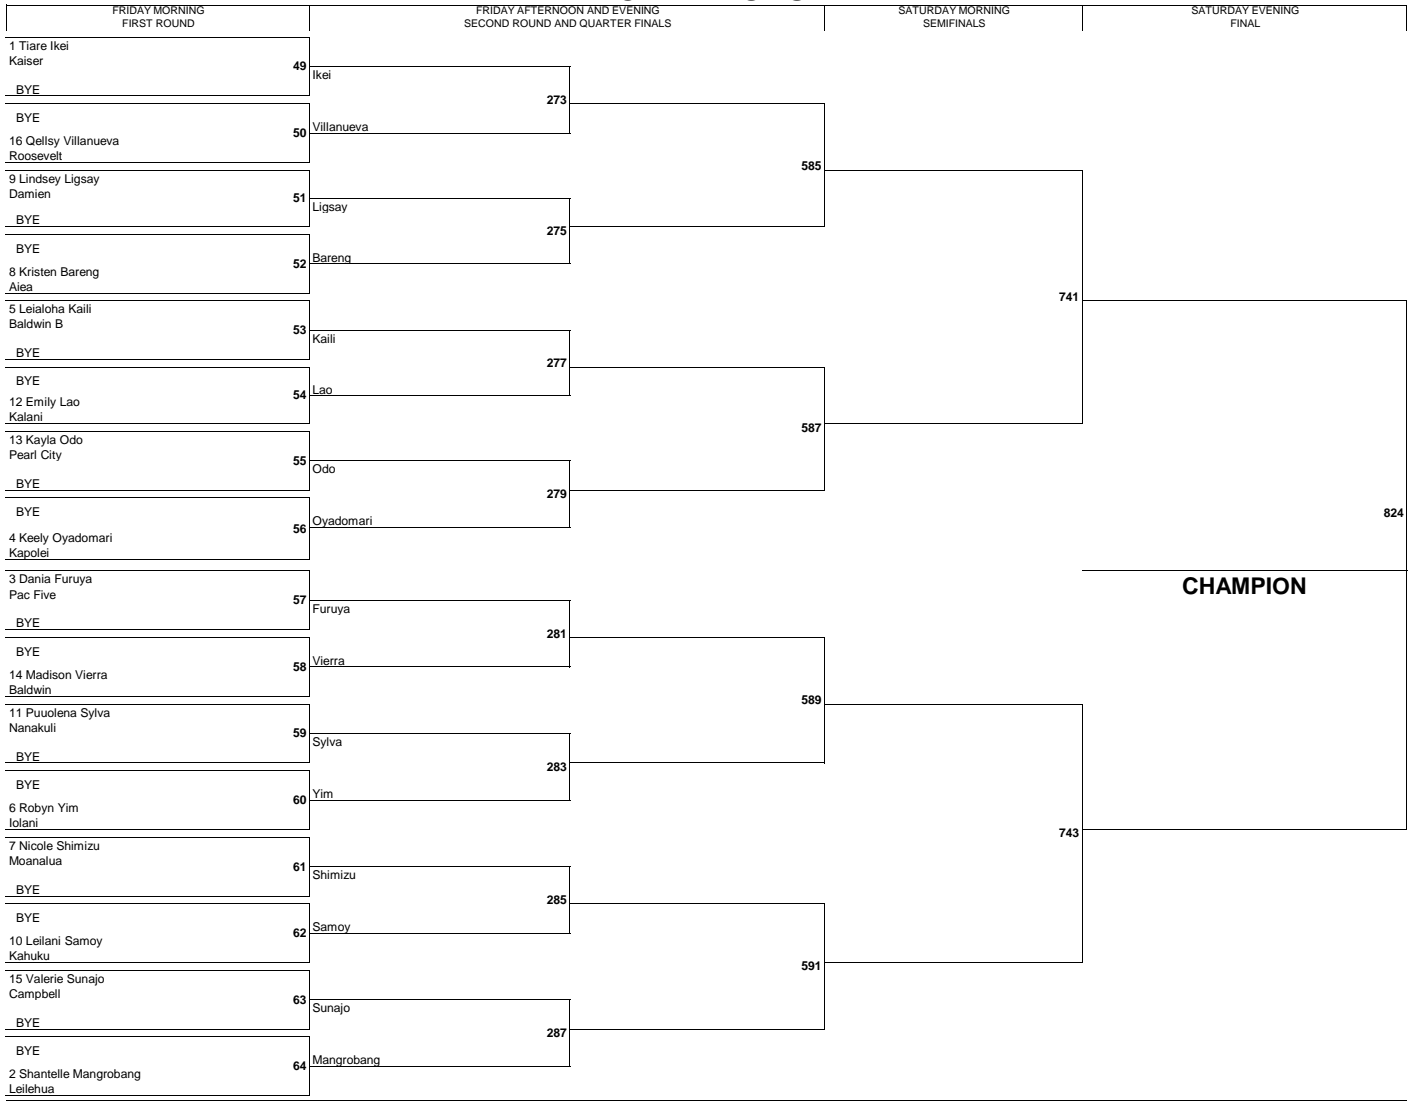 FRIDAY MORNING
FIRST ROUND
FRIDAY AFTERNOON AND EVENING
SECOND ROUND AND QUARTER FINALS
SATURDAY MORNING
SEMIFINALS
SATURDAY EVENING
FINAL
1 Tiare Ikei
Kaiser
49
BYE
Ikei
273
BYE
50
Villanueva
16 Qellsy Villanueva
Roosevelt
585
9 Lindsey Ligsay
Damien
51
BYE
Ligsay
275
BYE
52
Bareng
8 Kristen Bareng
Aiea
741
5 Leialoha Kaili
Baldwin B
53
BYE
Kaili
277
BYE
54
Lao
12 Emily Lao
Kalani
587
13 Kayla Odo
Pearl City
55
BYE
Odo
279
BYE
56
Oyadomari
4 Keely Oyadomari
Kapolei
824
CHAMPION
3 Dania Furuya
Pac Five
57
BYE
Furuya
281
BYE
58
Vierra
14 Madison Vierra
Baldwin
589
11 Puuolena Sylva
Nanakuli
59
BYE
Sylva
283
BYE
60
Yim
6 Robyn Yim
Iolani
743
7 Nicole Shimizu
Moanalua
61
BYE
Shimizu
285
BYE
62
Samoy
10 Leilani Samoy
Kahuku
591
15 Valerie Sunajo
Campbell
63
BYE
Sunajo
287
BYE
64
Mangrobang
2 Shantelle Mangrobang
Leilehua